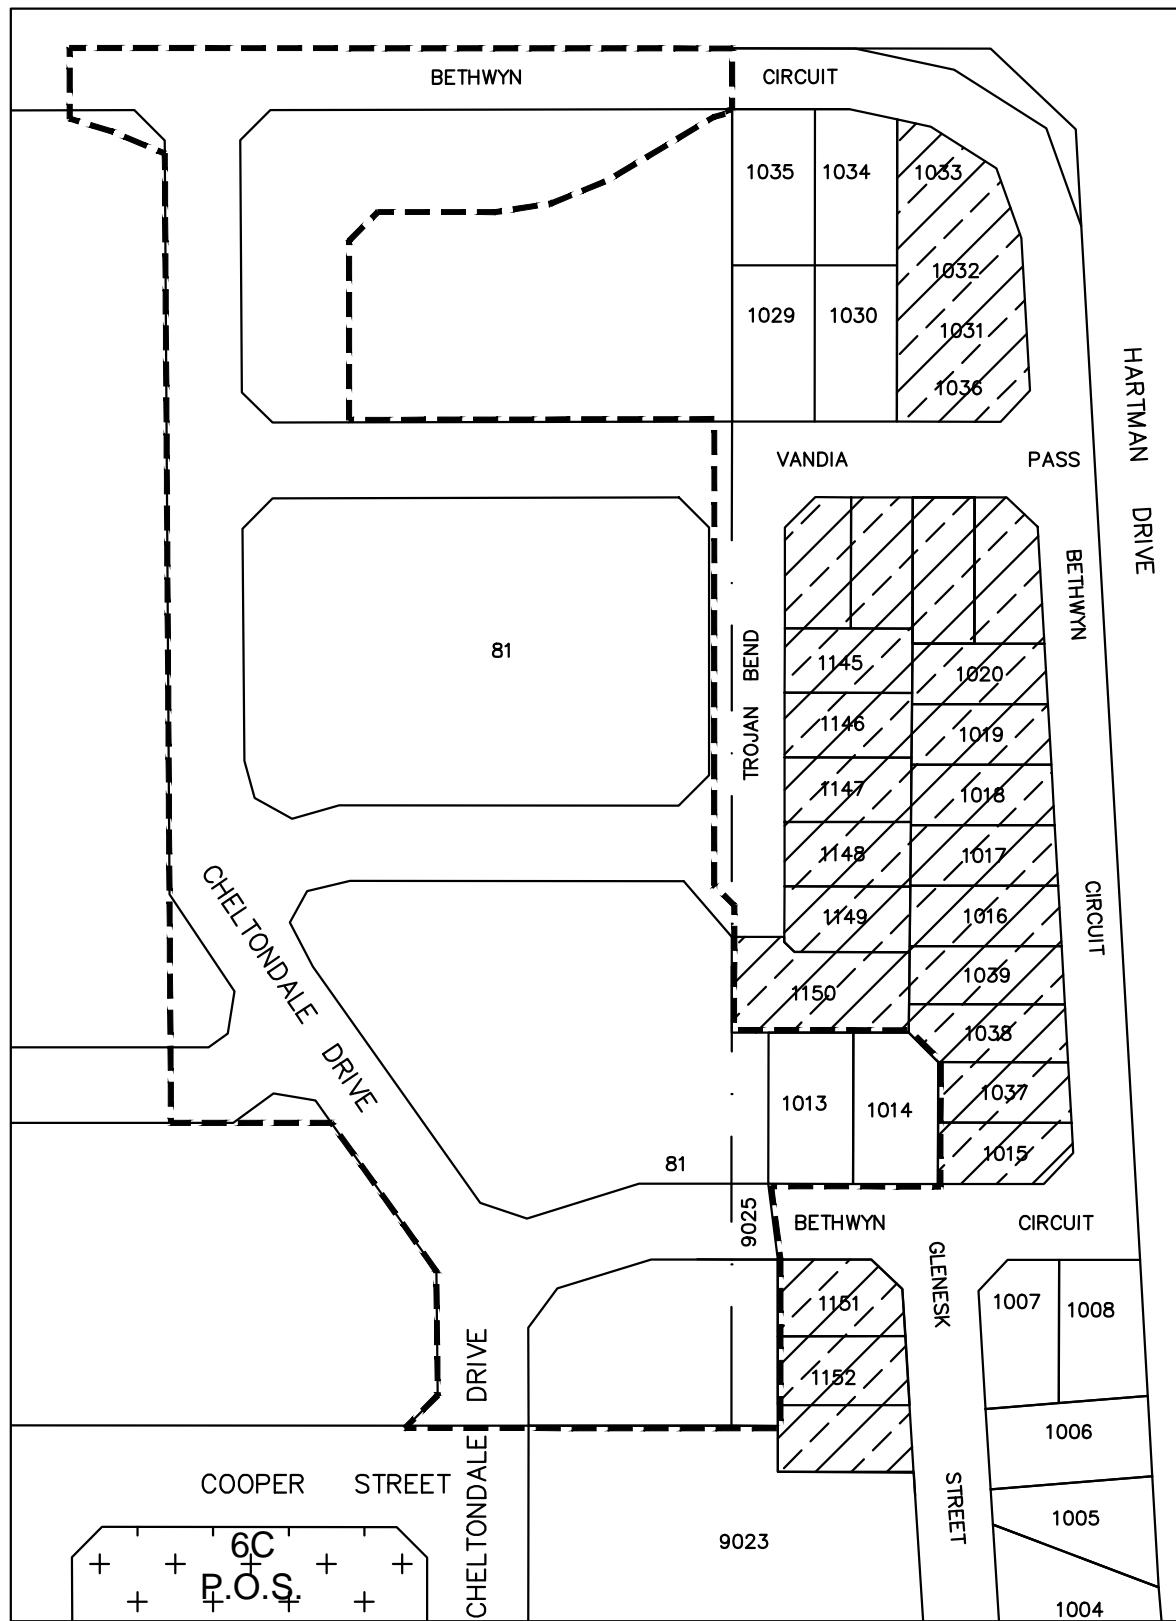 BETHWYN CIRCUIT
1035 1034 1033
1032
1029 1030
1031
1036
HARTMAN DRIVE
VANDIA PASS
BETHWYN CIRCUIT
81
TROJAN BEND
1145
1020
1146
1019
1147
1018
1148
1017
1149
1016
1039
1150
1038
CHELTONDALE DRIVE
1037
1013 1014
1015
81
9025
BETHWYN CIRCUIT
GLENESK STREET
1151
1007 1008
1152
1006
CHELTONDALE DRIVE
COOPER STREET
1005
9023
6C
P.O.S.
1004